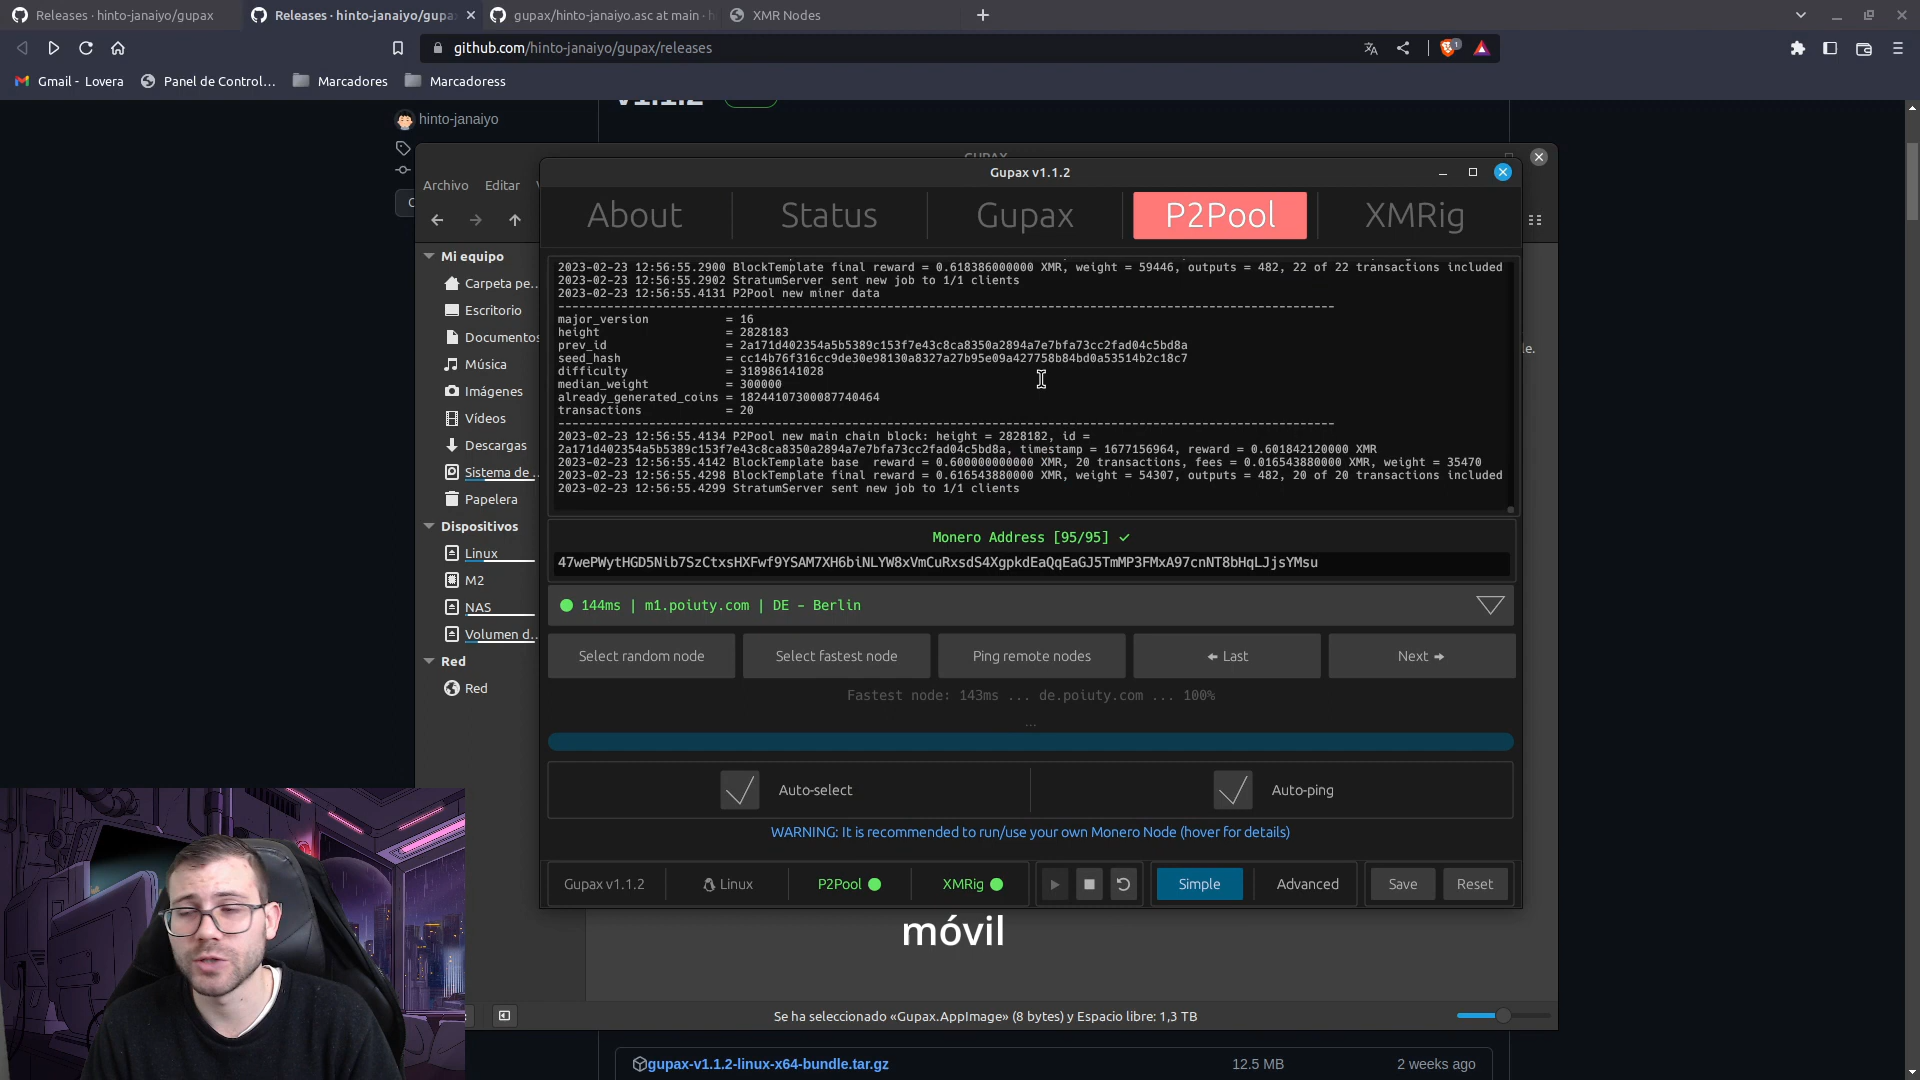 Releases · hinto-janaiyo/gupax
Releases · hinto-janaiyo/gupa
gupax/hinto-janaiyo.asc at main · h
XMR Nodes
github.com/hinto-janaiyo/gupax/releases
Gmail - Lovera
Panel de Control…
Marcadores
Marcadoress
v1.1.2
hinto-janaiyo
GUPAX
Archivo Editar
Gupax v1.1.2
About
Status
Gupax
P2Pool
XMRig
Mi equipo
Carpeta pe…
Escritorio
Documentos
Música
Imágenes
Vídeos
Descargas
Sistema de …
Papelera
Dispositivos
Linux
M2
NAS
Volumen d…
Red
Red
2023-02-23 12:56:55.2900 BlockTemplate final reward = 0.618386000000 XMR, weight = 59446, outputs = 482, 22 of 22 transactions included
2023-02-23 12:56:55.2902 StratumServer sent new job to 1/1 clients
2023-02-23 12:56:55.4131 P2Pool new miner data
major_version = 16
height = 2828183
prev_id = 2a171d402354a5b5389c153f7e43c8ca8350a2894a7e7bfa73cc2fad04c5bd8a
seed_hash = cc14b76f316cc9de30e98130a8327a27b95e09a427758b84bd0a53514b2c18c7
difficulty = 318986141028
median_weight = 300000
already_generated_coins = 18244107300087740464
transactions = 20
2023-02-23 12:56:55.4134 P2Pool new main chain block: height = 2828182, id =
2a171d402354a5b5389c153f7e43c8ca8350a2894a7e7bfa73cc2fad04c5bd8a, timestamp = 1677156964, reward = 0.601842120000 XMR
2023-02-23 12:56:55.4142 BlockTemplate base  reward = 0.600000000000 XMR, 20 transactions, fees = 0.016543880000 XMR, weight = 35470
2023-02-23 12:56:55.4298 BlockTemplate final reward = 0.616543880000 XMR, weight = 54307, outputs = 482, 20 of 20 transactions included
2023-02-23 12:56:55.4299 StratumServer sent new job to 1/1 clients
Monero Address [95/95] ✓
47wePWytHGD5Nib7SzCtxsHXFwf9YSAM7XH6biNLYW8xVmCuRxsdS4XgpkdEaQqEaGJ5TmMP3FMxA97cnNT8bHqLJjsYMsu
144ms | m1.poiuty.com | DE - Berlin
Select random node
Select fastest node
Ping remote nodes
← Last
Next →
Fastest node: 143ms ... de.poiuty.com ... 100%
...
Auto-select
Auto-ping
WARNING: It is recommended to run/use your own Monero Node (hover for details)
Gupax v1.1.2
Linux
P2Pool
XMRig
Simple
Advanced
Save
Reset
móvil
Se ha seleccionado «Gupax.AppImage» (8 bytes) y Espacio libre: 1,3 TB
gupax-v1.1.2-linux-x64-bundle.tar.gz
12.5 MB
2 weeks ago